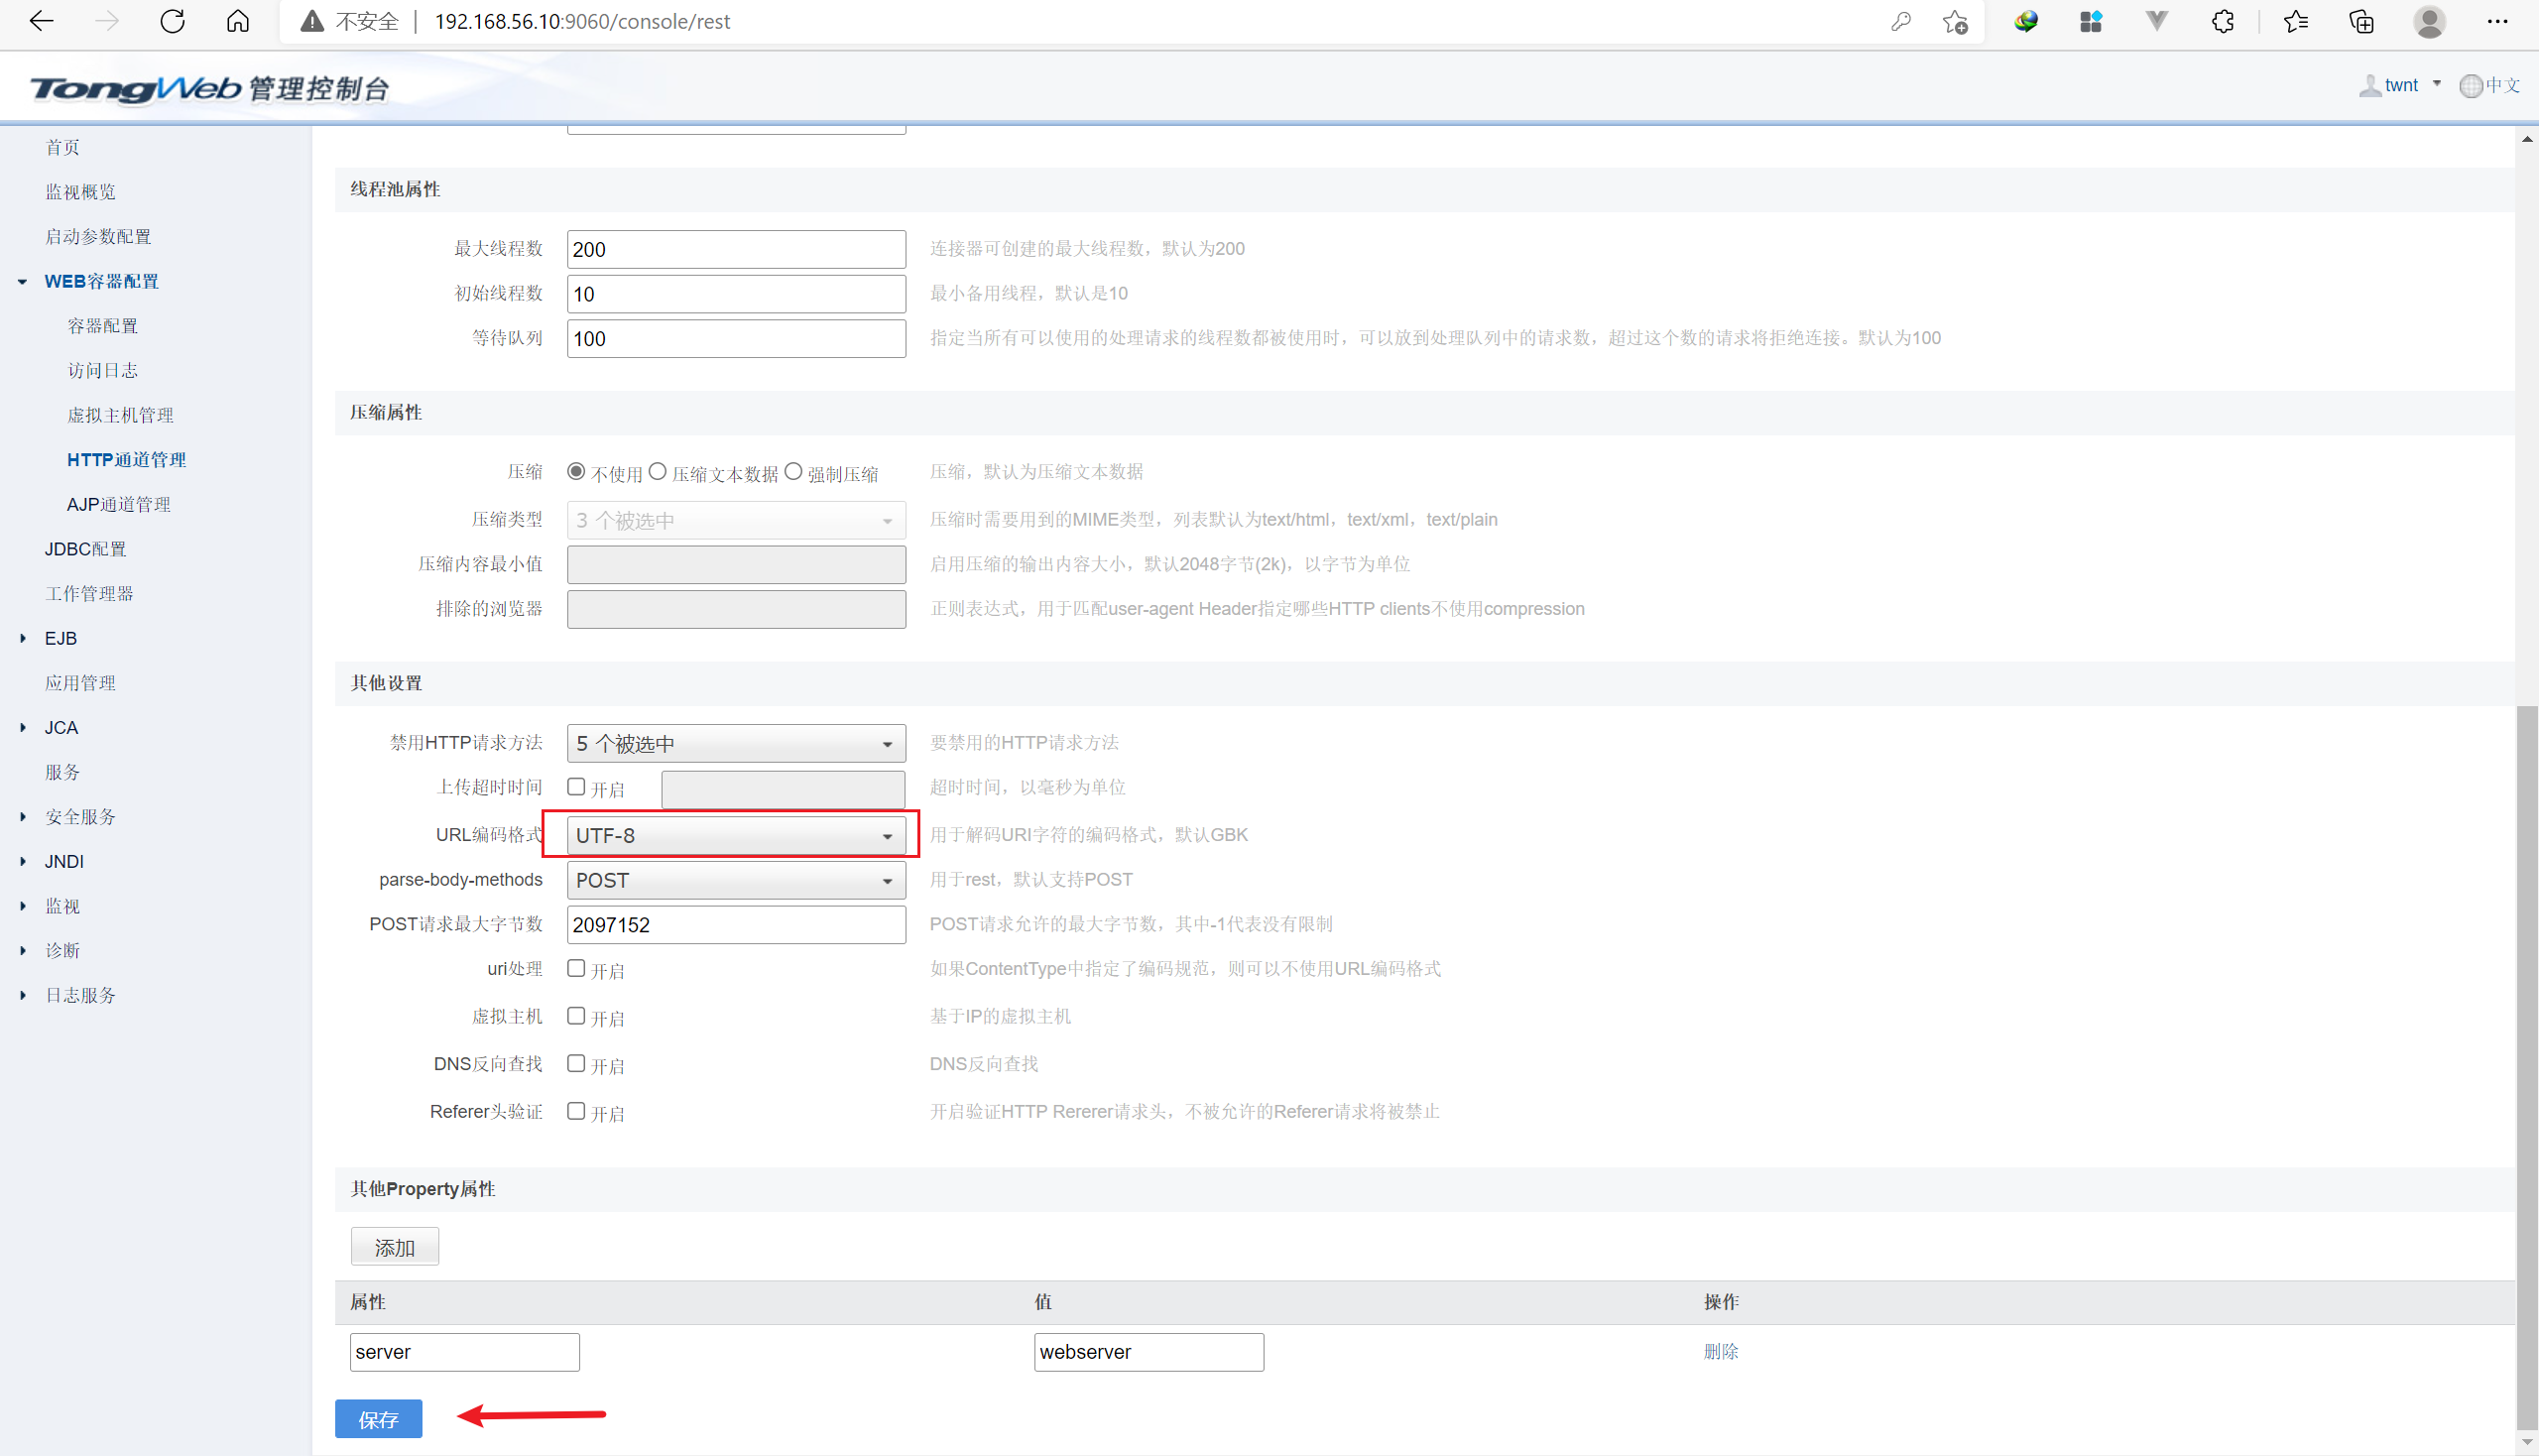 不安全 192.168.56.10:9060/console/rest
TongWeb 管理控制台
twnt 中文
首页
监视概览
启动参数配置
WEB容器配置
容器配置
访问日志
虚拟主机管理
HTTP通道管理
AJP通道管理
JDBC配置
工作管理器
EJB
应用管理
JCA
服务
安全服务
JNDI
监视
诊断
日志服务
线程池属性
最大线程数 200 连接器可创建的最大线程数，默认为200
初始线程数 10 最小备用线程，默认是10
等待队列 100 指定当所有可以使用的处理请求的线程数都被使用时，可以放到处理队列中的请求数，超过这个数的请求将拒绝连接。默认为100
压缩属性
压缩 不使用 压缩文本数据 强制压缩 压缩，默认为压缩文本数据
压缩类型 3 个被选中 压缩时需要用到的MIME类型，列表默认为text/html，text/xml，text/plain
压缩内容最小值 启用压缩的输出内容大小，默认2048字节(2k)，以字节为单位
排除的浏览器 正则表达式，用于匹配user-agent Header指定哪些HTTP clients不使用compression
其他设置
禁用HTTP请求方法 5 个被选中 要禁用的HTTP请求方法
上传超时时间 开启 超时时间，以毫秒为单位
URL编码格式 UTF-8 用于解码URI字符的编码格式，默认GBK
parse-body-methods POST 用于rest，默认支持POST
POST请求最大字节数 2097152 POST请求允许的最大字节数，其中-1代表没有限制
uri处理 开启 如果ContentType中指定了编码规范，则可以不使用URL编码格式
虚拟主机 开启 基于IP的虚拟主机
DNS反向查找 开启 DNS反向查找
Referer头验证 开启 开启验证HTTP Rererer请求头，不被允许的Referer请求将被禁止
其他Property属性
添加
属性 值 操作
server webserver 删除
保存